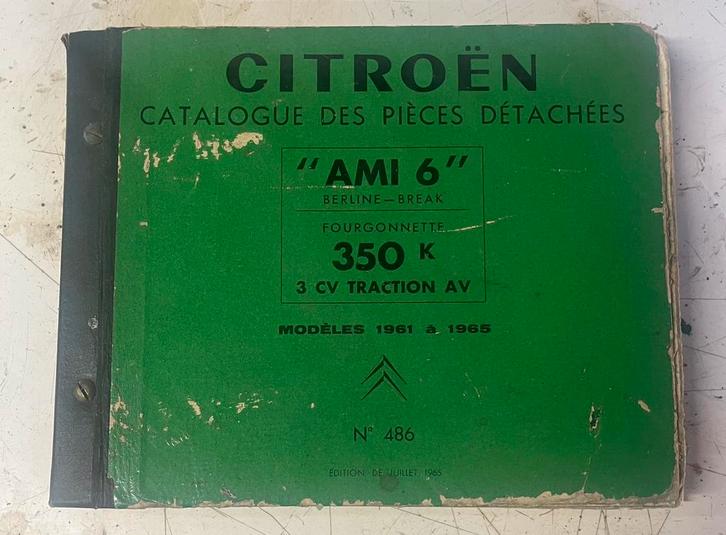 CITROËN
CATALOGUE DES PIÈCES DÉTACHÉES
"AMI 6"
BERLINE-BREAK
FOURGONNETTE
350 K
3 CV TRACTION AV
MODÈLES 1961 à 1965
N° 486
ÉDITION DE JUILLET 1965